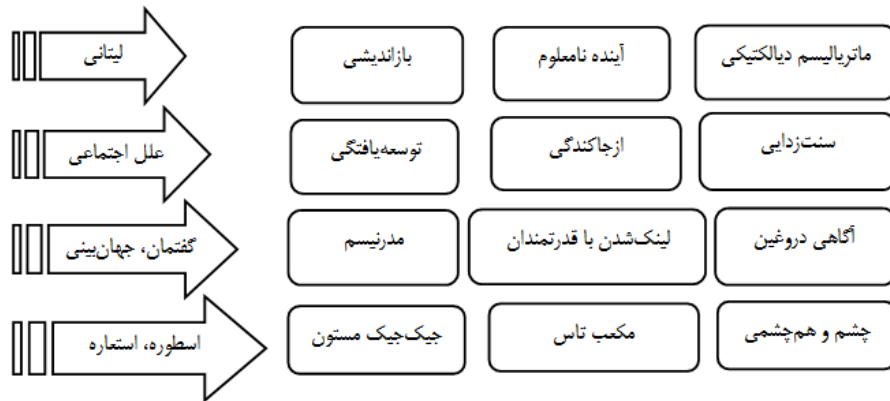 ماتریالیسم دیالکتیکی
آینده نامعلوم
بازاندیشی
لیتانی
سنت‌زدایی
ازجاکندگی
توسعه‌یافتگی
علل اجتماعی
آگاهی دروغین
لینک‌شدن با قدرتمندان
مدرنیسم
گفتمان، جهان‌بینی
چشم و هم‌چشمی
مکعب تاس
جیک‌جیک مستون
اسطوره، استعاره